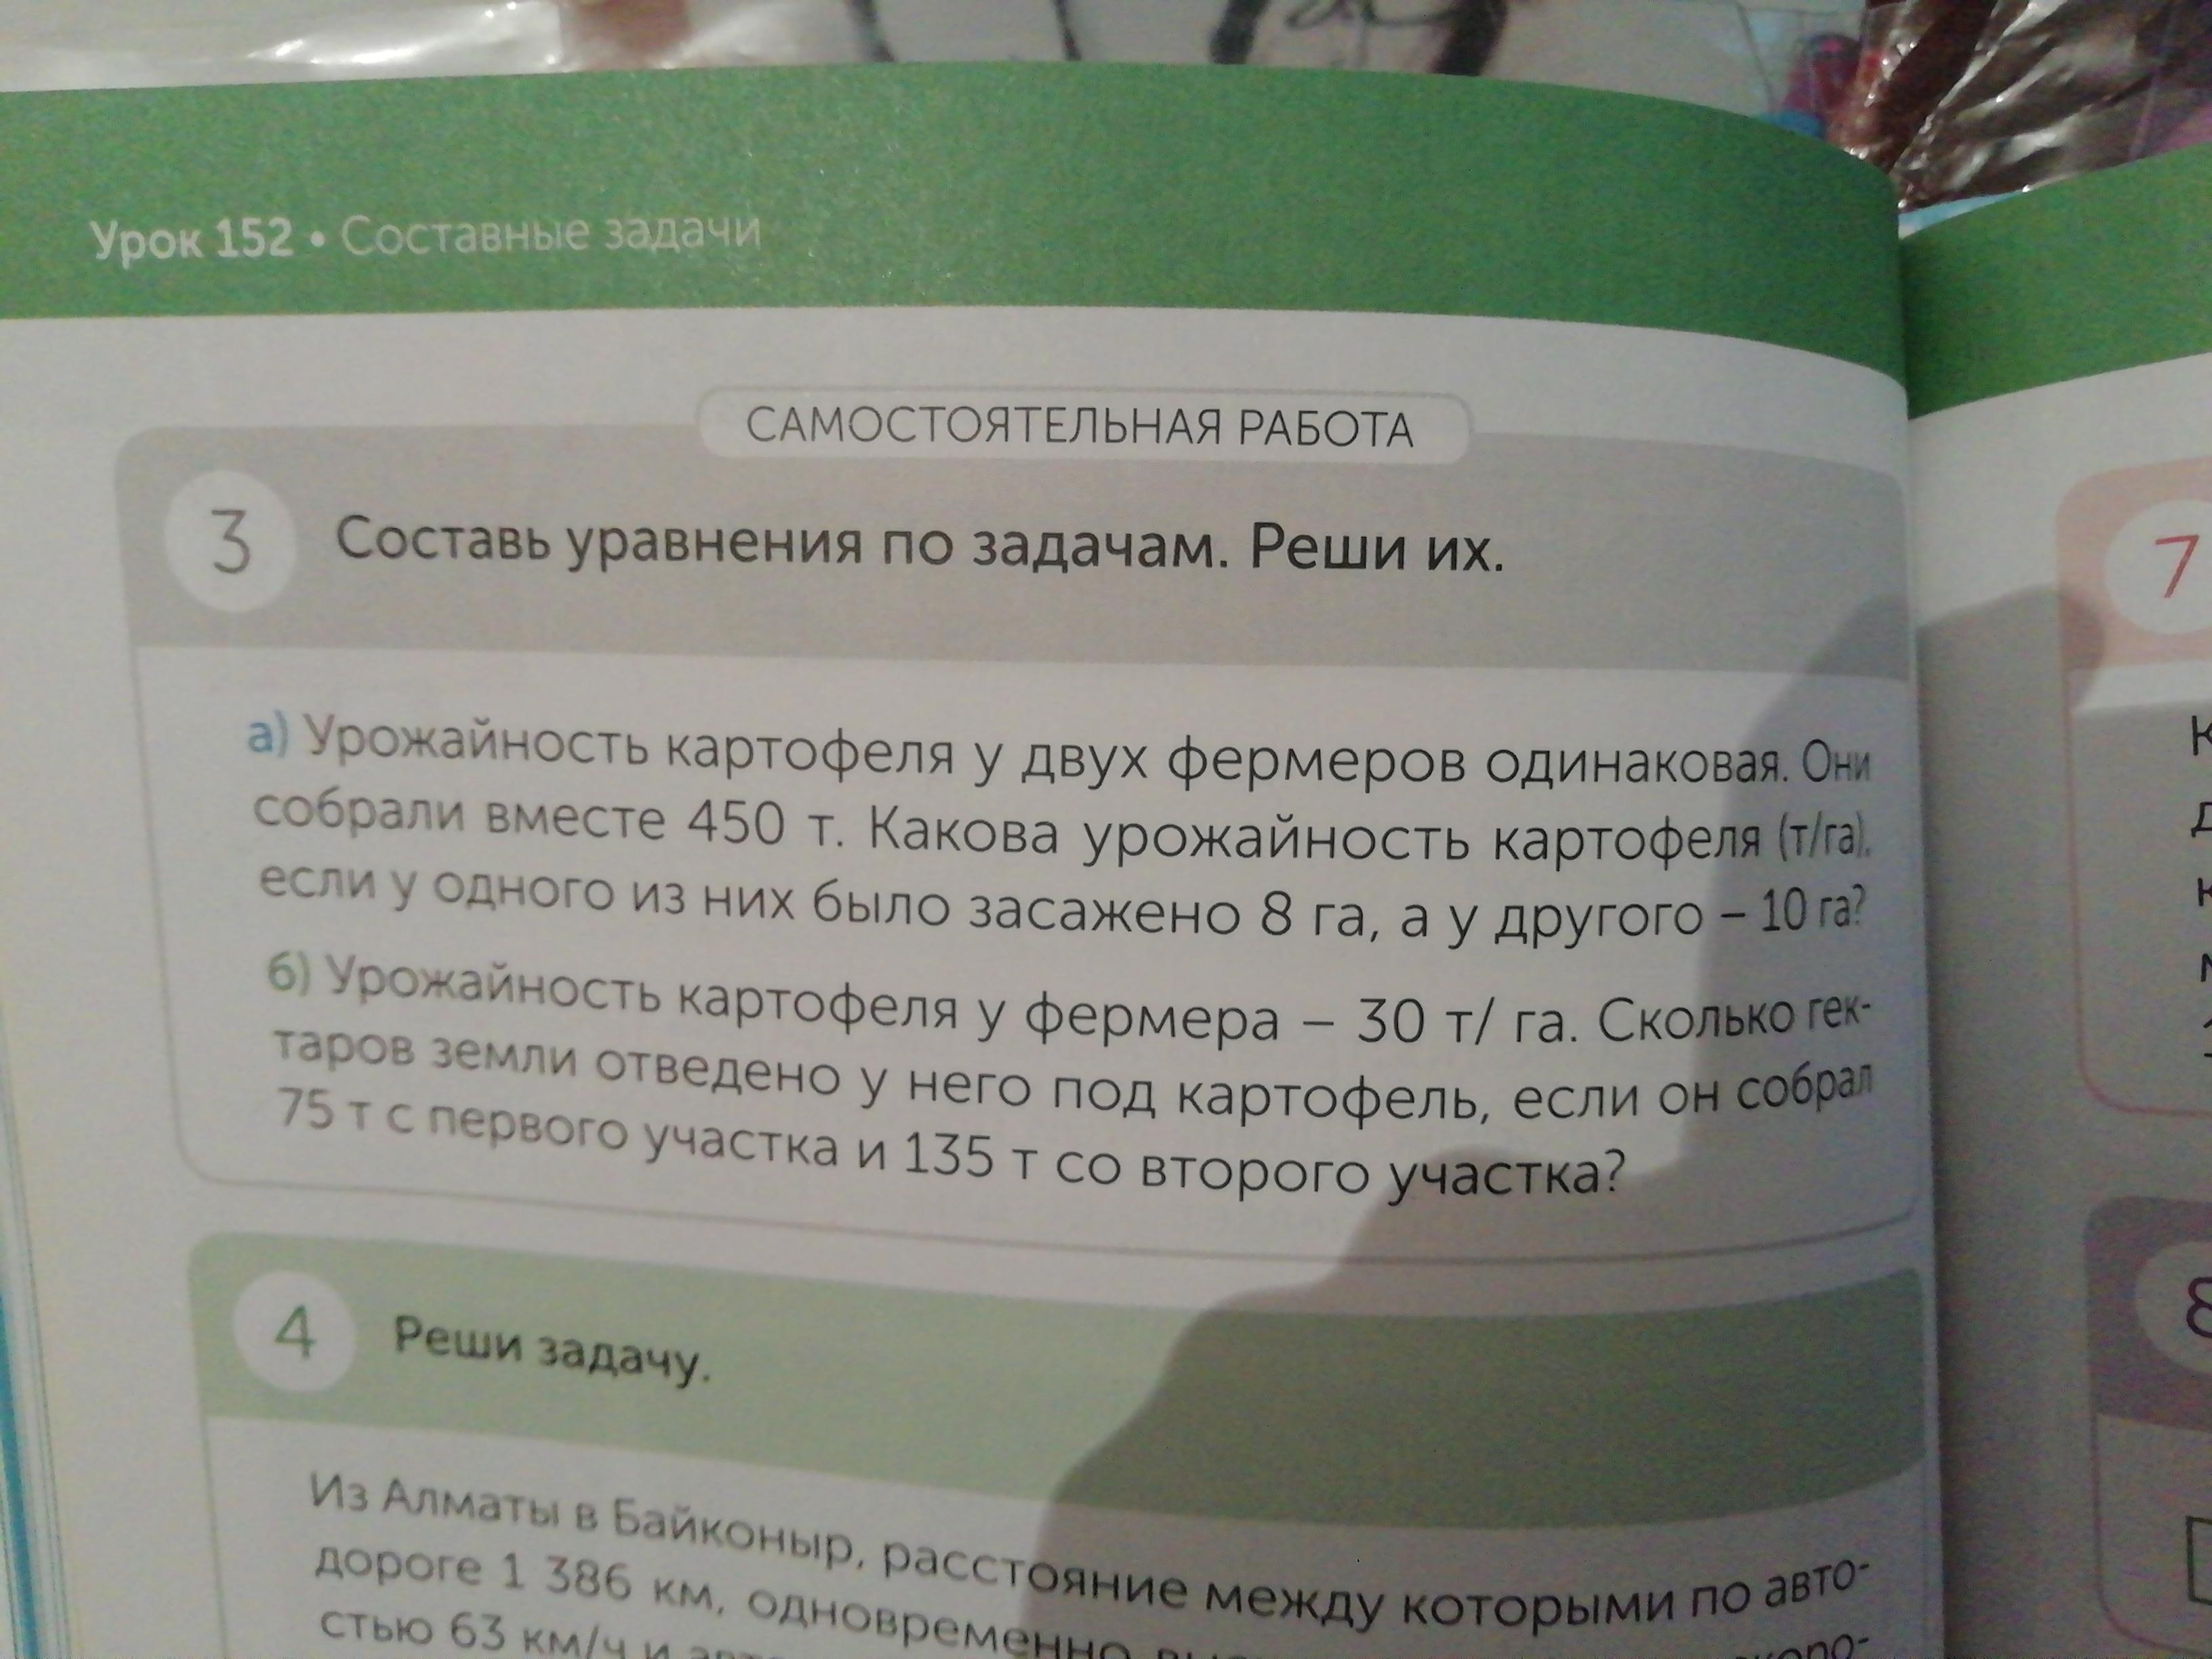 Урок 152 • Составные задачи
САМОСТОЯТЕЛЬНАЯ РАБОТА
3 Составь уравнения по задачам. Реши их.
а) Урожайность картофеля у двух фермеров одинаковая. Они
собрали вместе 450 т. Какова урожайность картофеля (т/га),
если у одного из них было засажено 8 га, а у другого – 10 га?
б) Урожайность картофеля у фермера – 30 т/ га. Сколько гек-
таров земли отведено у него под картофель, если он собрал
75 т с первого участка и 135 т со второго участка?
4 Реши задачу.
Из Алматы в Байконыр, расстояние между которыми по авто-
дороге 1 386 км, одновременно
стью 63 км/ч и
7
8